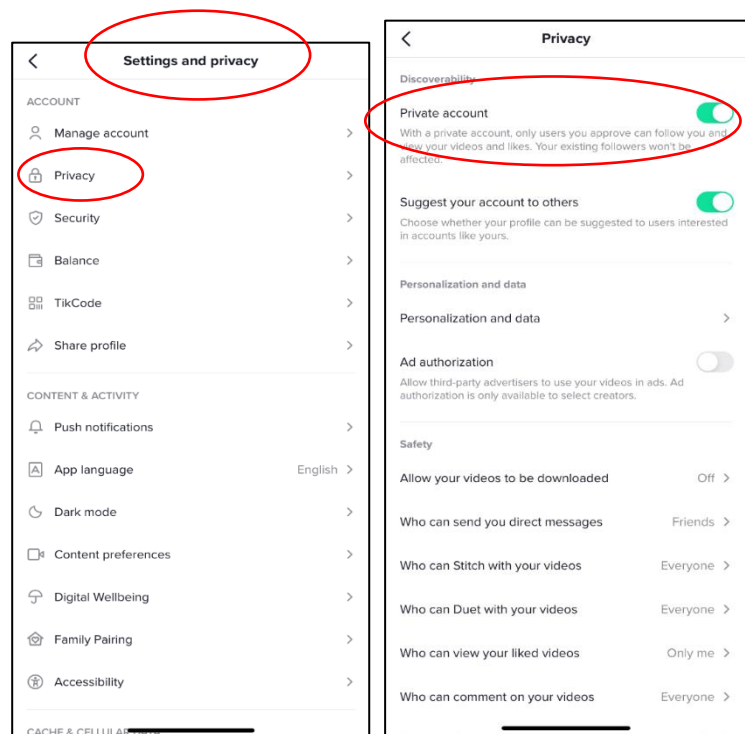 Settings and privacy
ACCOUNT
Manage account
Privacy
Security
Balance
TikCode
Share profile
CONTENT & ACTIVITY
Push notifications
App language English
Dark mode
Content preferences
Digital Wellbeing
Family Pairing
Accessibility
CACHE & CELLULAR DATA
Privacy
Discoverability
Private account
With a private account, only users you approve can follow you and
view your videos and likes. Your existing followers won't be
affected.
Suggest your account to others
Choose whether your profile can be suggested to users interested
in accounts like yours.
Personalization and data
Personalization and data
Ad authorization
Allow third-party advertisers to use your videos in ads. Ad
authorization is only available to select creators.
Safety
Allow your videos to be downloaded Off
Who can send you direct messages Friends
Who can Stitch with your videos Everyone
Who can Duet with your videos Everyone
Who can view your liked videos Only me
Who can comment on your videos Everyone